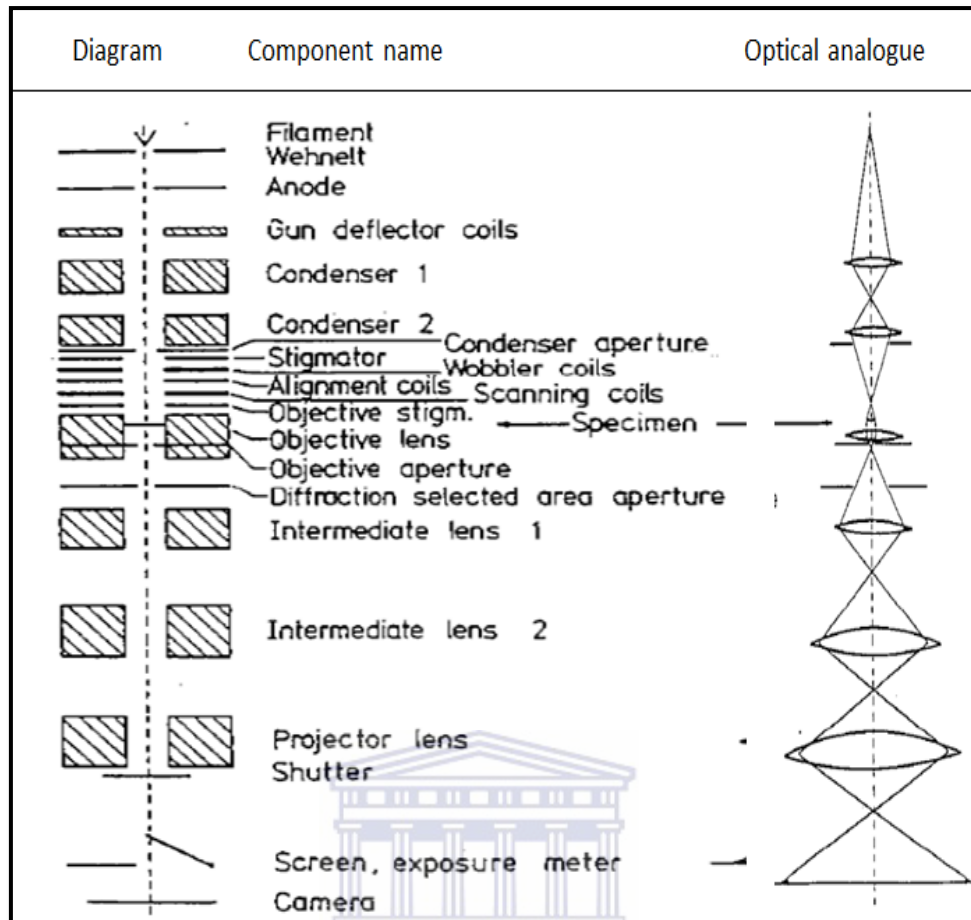 Diagram Component name Optical analogue
Filament
Wehnelt
Anode
Gun deflector coils
Condenser 1
Condenser 2
Condenser aperture
Stigmator
Wobbler coils
Alignment coils
Scanning coils
Objective stigm.
Specimen
Objective lens
Objective aperture
Diffraction selected area aperture
Intermediate lens 1
Intermediate lens 2
Projector lens
Shutter
Screen, exposure meter
Camera